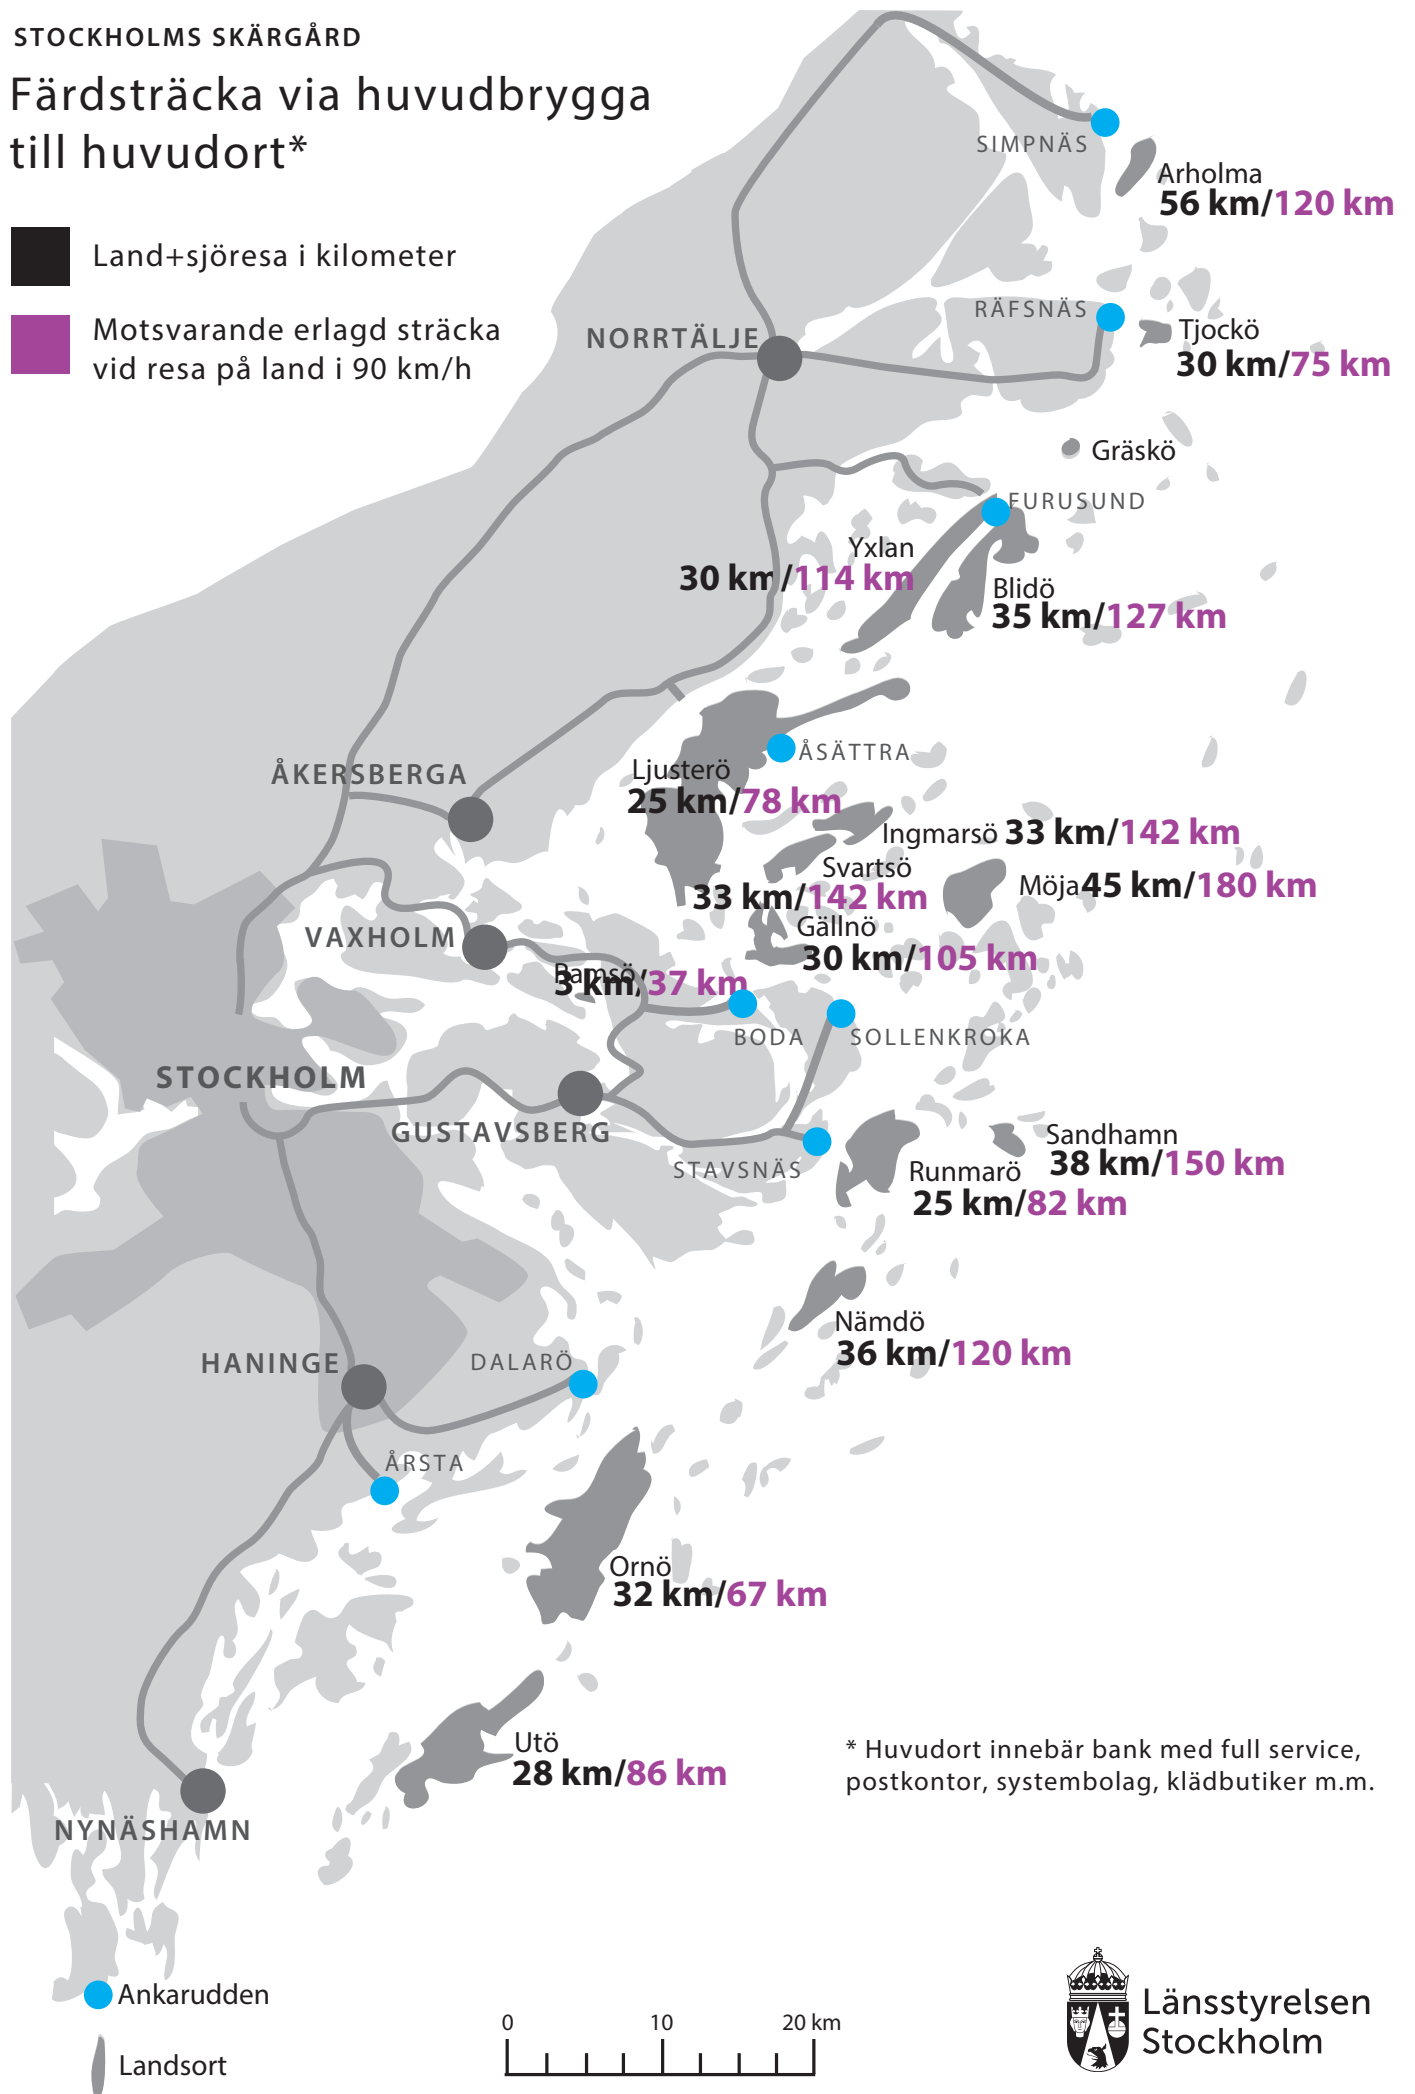 STOCKHOLMS SKÄRGÅRD
Färdsträcka via huvudbrygga
till huvudort*
Land+sjöresa i kilometer
Motsvarande erlagd sträcka
vid resa på land i 90 km/h
SIMPNÄS
Arholma
56 km/120 km
RÄFSNÄS
NORRTÄLJE
Tjockö
30 km/75 km
Gräskö
FURUSUND
Yxlan
30 km/114 km
Blidö
35 km/127 km
ÅSÄTTRA
ÅKERSBERGA
Ljusterö
25 km/78 km
Ingmarsö 33 km/142 km
Svartsö
33 km/142 km
Möja 45 km/180 km
Gällnö
30 km/105 km
VAXHOLM
Ramsö
3 km/37 km
BODA
SOLLENKROKA
STOCKHOLM
GUSTAVSBERG
STAVSNÄS
Sandhamn
38 km/150 km
Runmarö
25 km/82 km
Nämdö
36 km/120 km
HANINGE
DALARÖ
ÅRSTA
Ornö
32 km/67 km
Utö
28 km/86 km
* Huvudort innebär bank med full service,
postkontor, systembolag, klädbutiker m.m.
NYNÄSHAMN
Ankarudden
Landsort
0 10 20 km
Länsstyrelsen
Stockholm